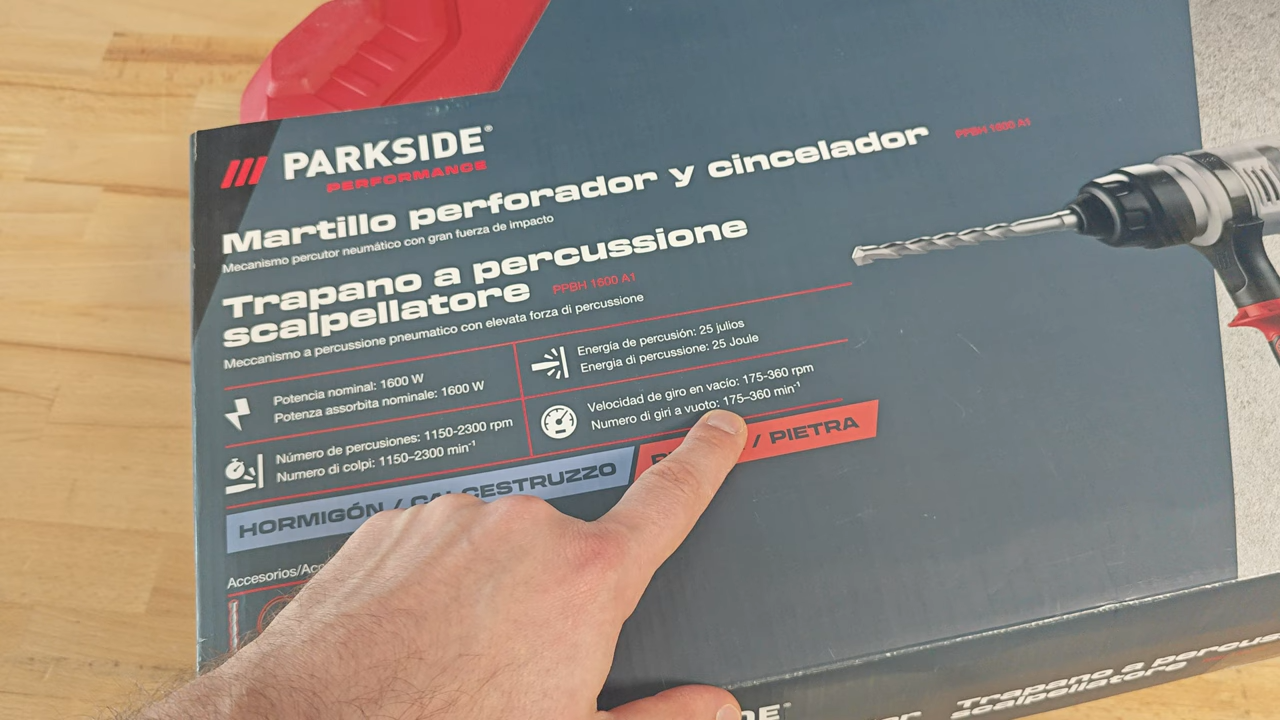 PARKSIDE®
PERFORMANCE
Martillo perforador y cincelador PPBH 1600 A1
Mecanismo percutor neumático con gran fuerza de impacto
Trapano a percussione
scalpellatore PPBH 1600 A1
Meccanismo a percussione pneumatico con elevata forza di percussione
Potencia nominal: 1600 W
Potenza assorbita nominale: 1600 W
Energía de percusión: 25 julios
Energia di percussione: 25 Joule
Número de percusiones: 1150-2300 rpm
Numero di colpi: 1150–2300 min⁻¹
Velocidad de giro en vacío: 175-360 rpm
Numero di giri a vuoto: 175–360 min⁻¹
HORMIGÓN / CALCESTRUZZO
/ PIETRA
Accesorios/
Trapano a percus
scalpellatore